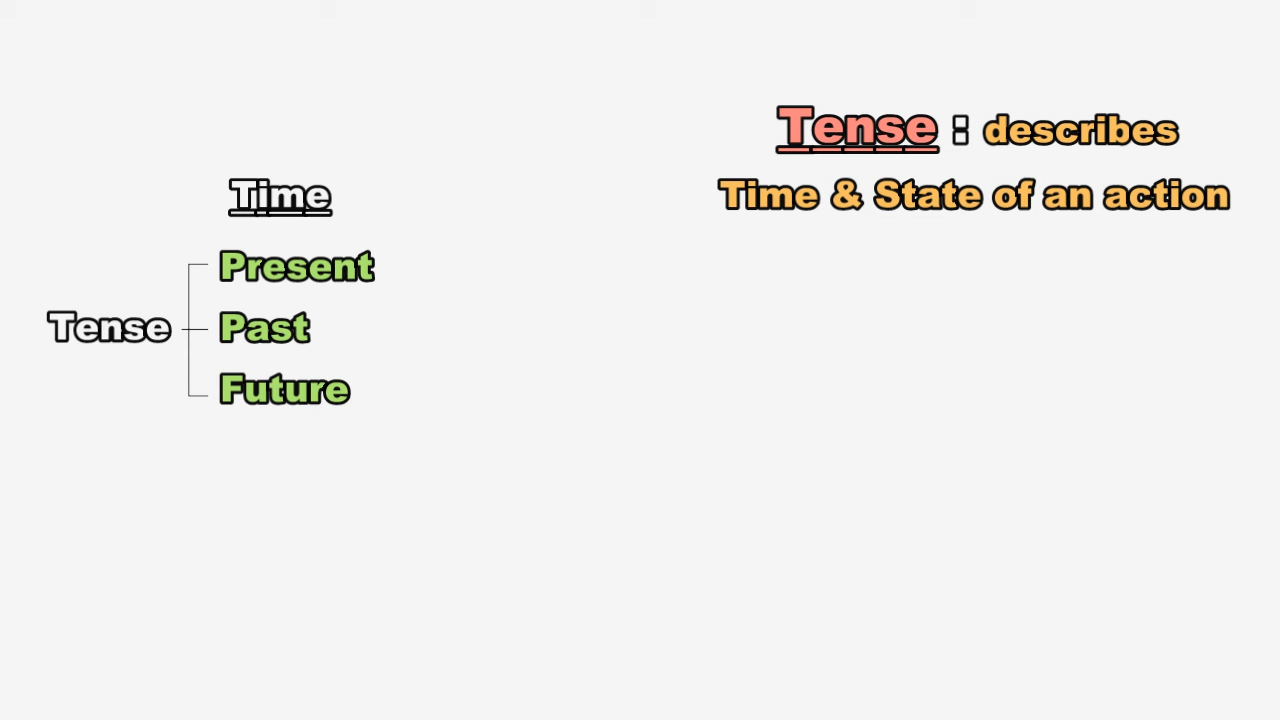 Tense : describes
Time & State of an action
Time
Present
Tense
Past
Future